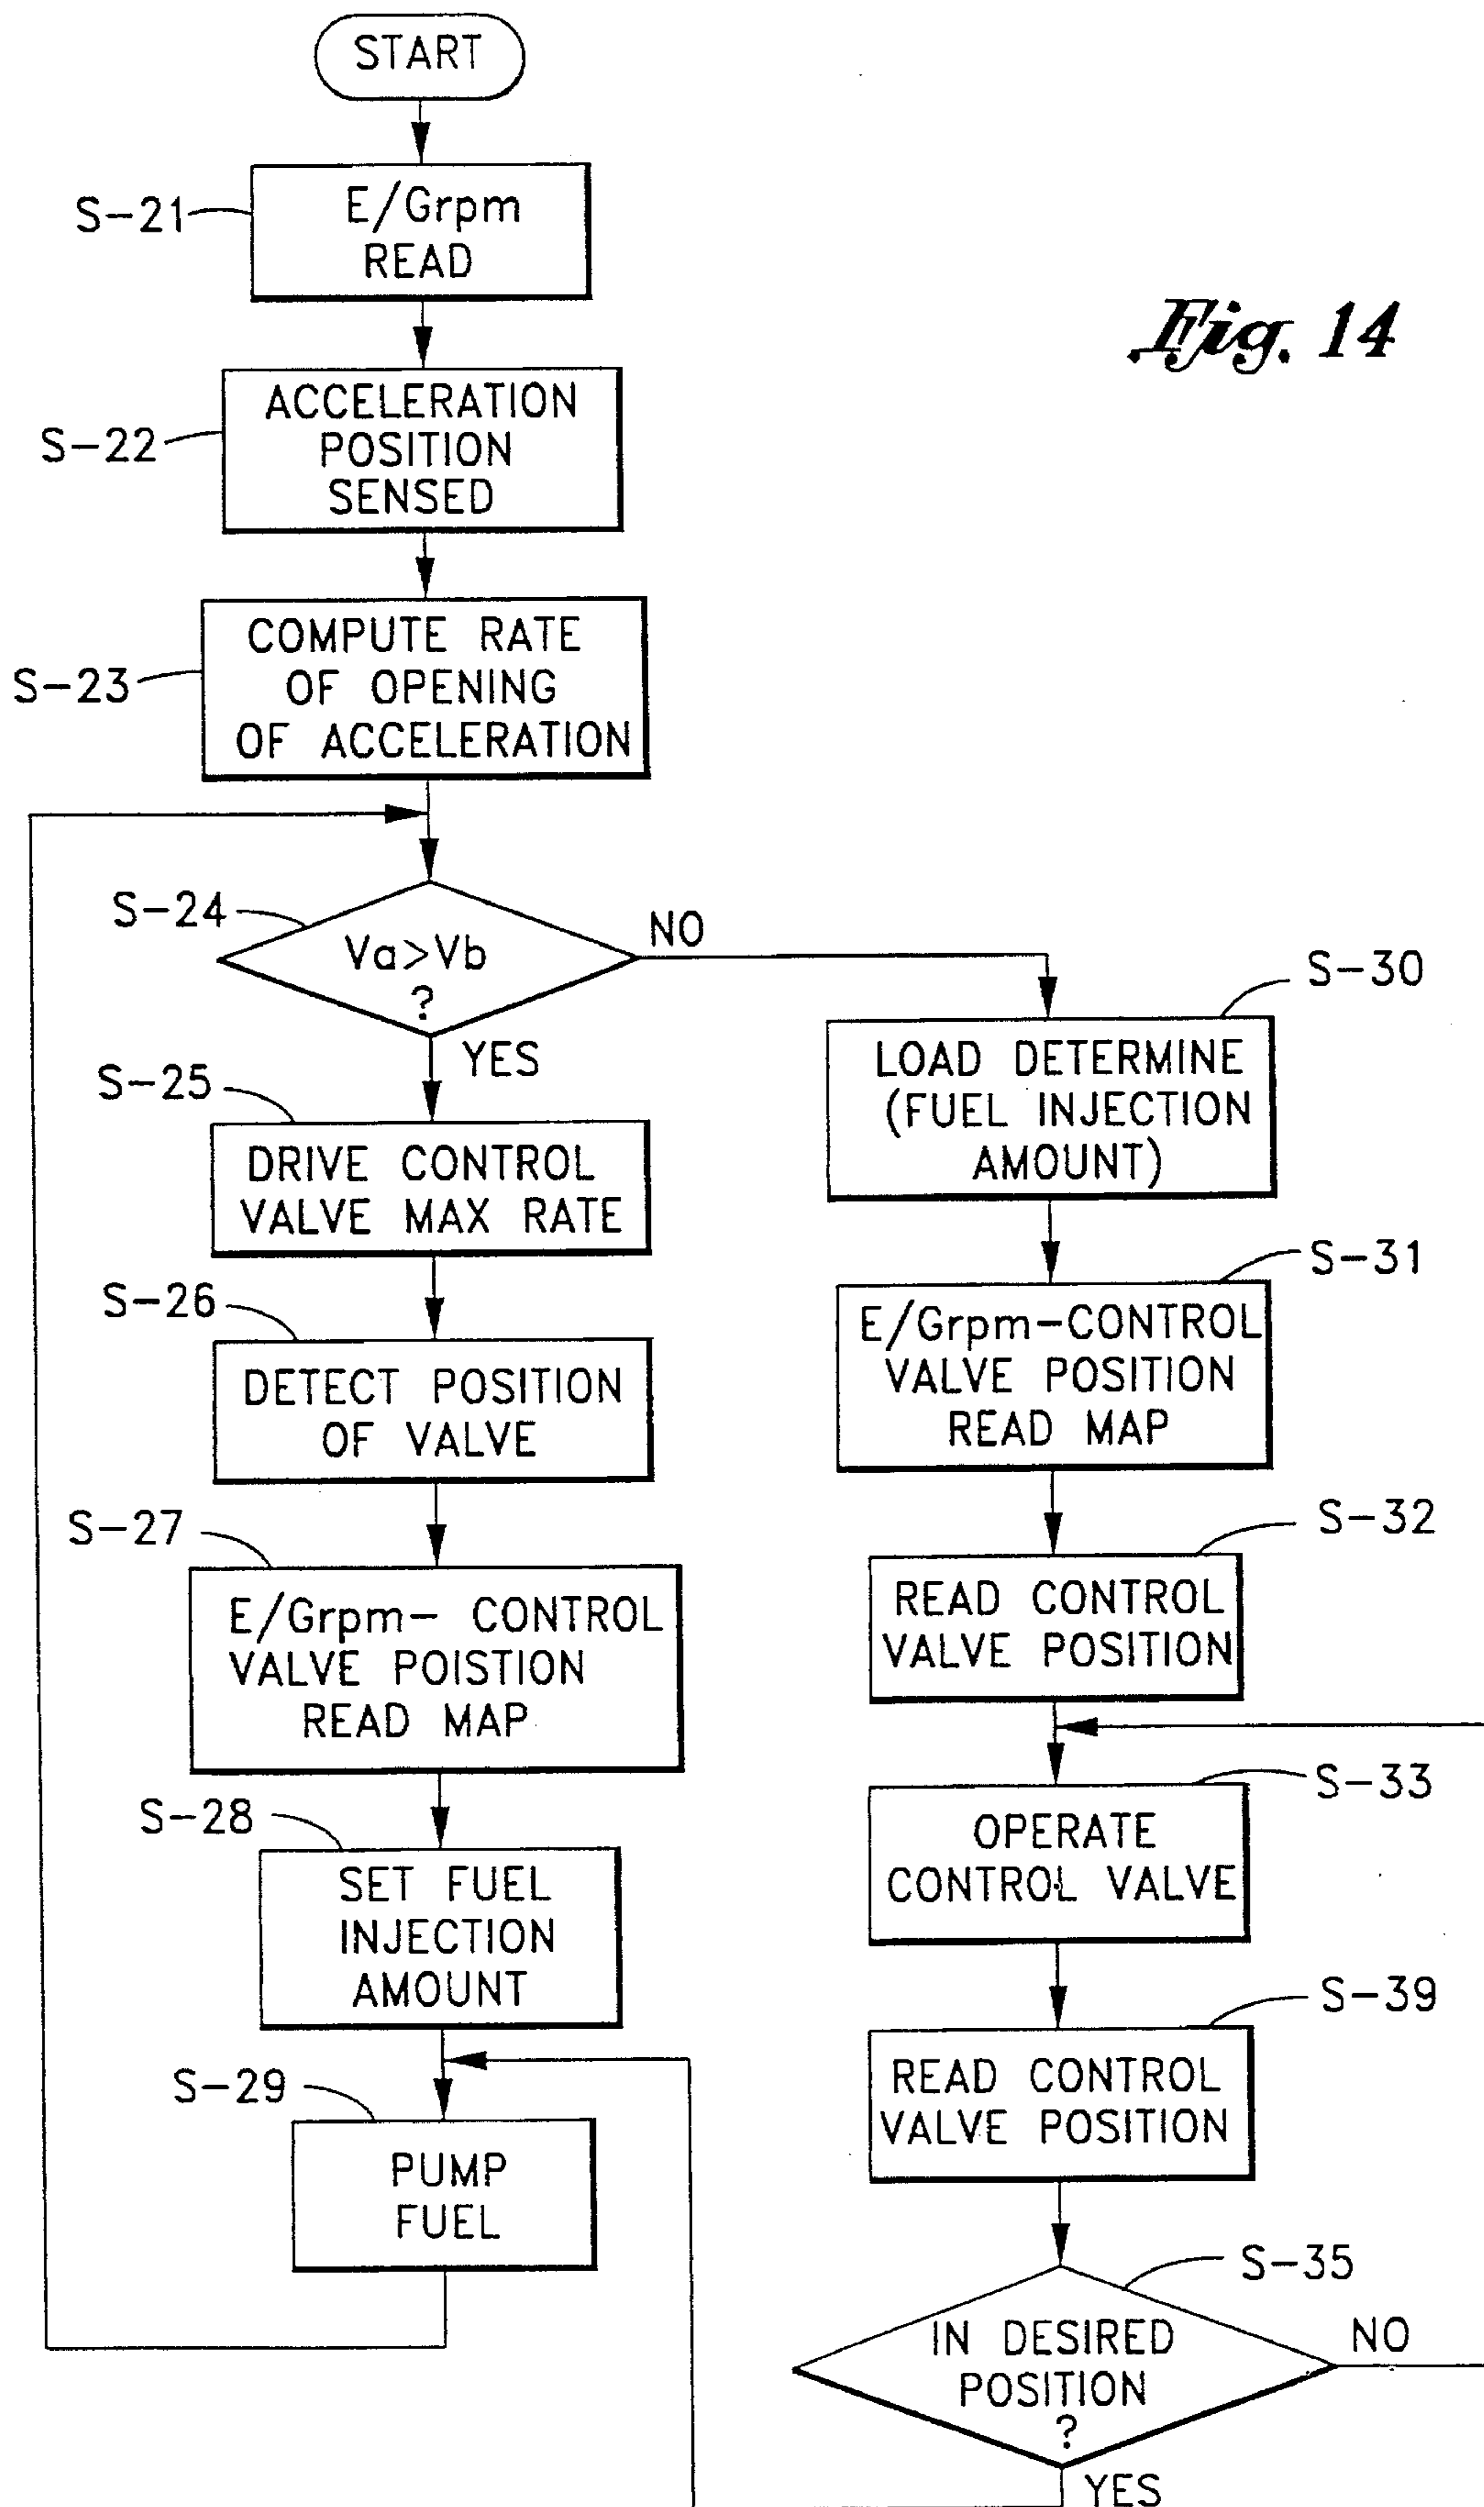 START
S-21
E/Grpm
READ
Fig. 14
S-22
ACCELERATION
POSITION
SENSED
S-23
COMPUTE RATE
OF OPENING
OF ACCELERATION
S-24
Va>Vb
?
NO
YES
S-25
DRIVE CONTROL
VALVE MAX RATE
S-26
DETECT POSITION
OF VALVE
S-27
E/Grpm- CONTROL
VALVE POISTION
READ MAP
S-28
SET FUEL
INJECTION
AMOUNT
S-29
PUMP
FUEL
S-30
LOAD DETERMINE
(FUEL INJECTION
AMOUNT)
S-31
E/Grpm-CONTROL
VALVE POSITION
READ MAP
S-32
READ CONTROL
VALVE POSITION
S-33
OPERATE
CONTROL VALVE
S-39
READ CONTROL
VALVE POSITION
S-35
IN DESIRED
POSITION
?
NO
YES